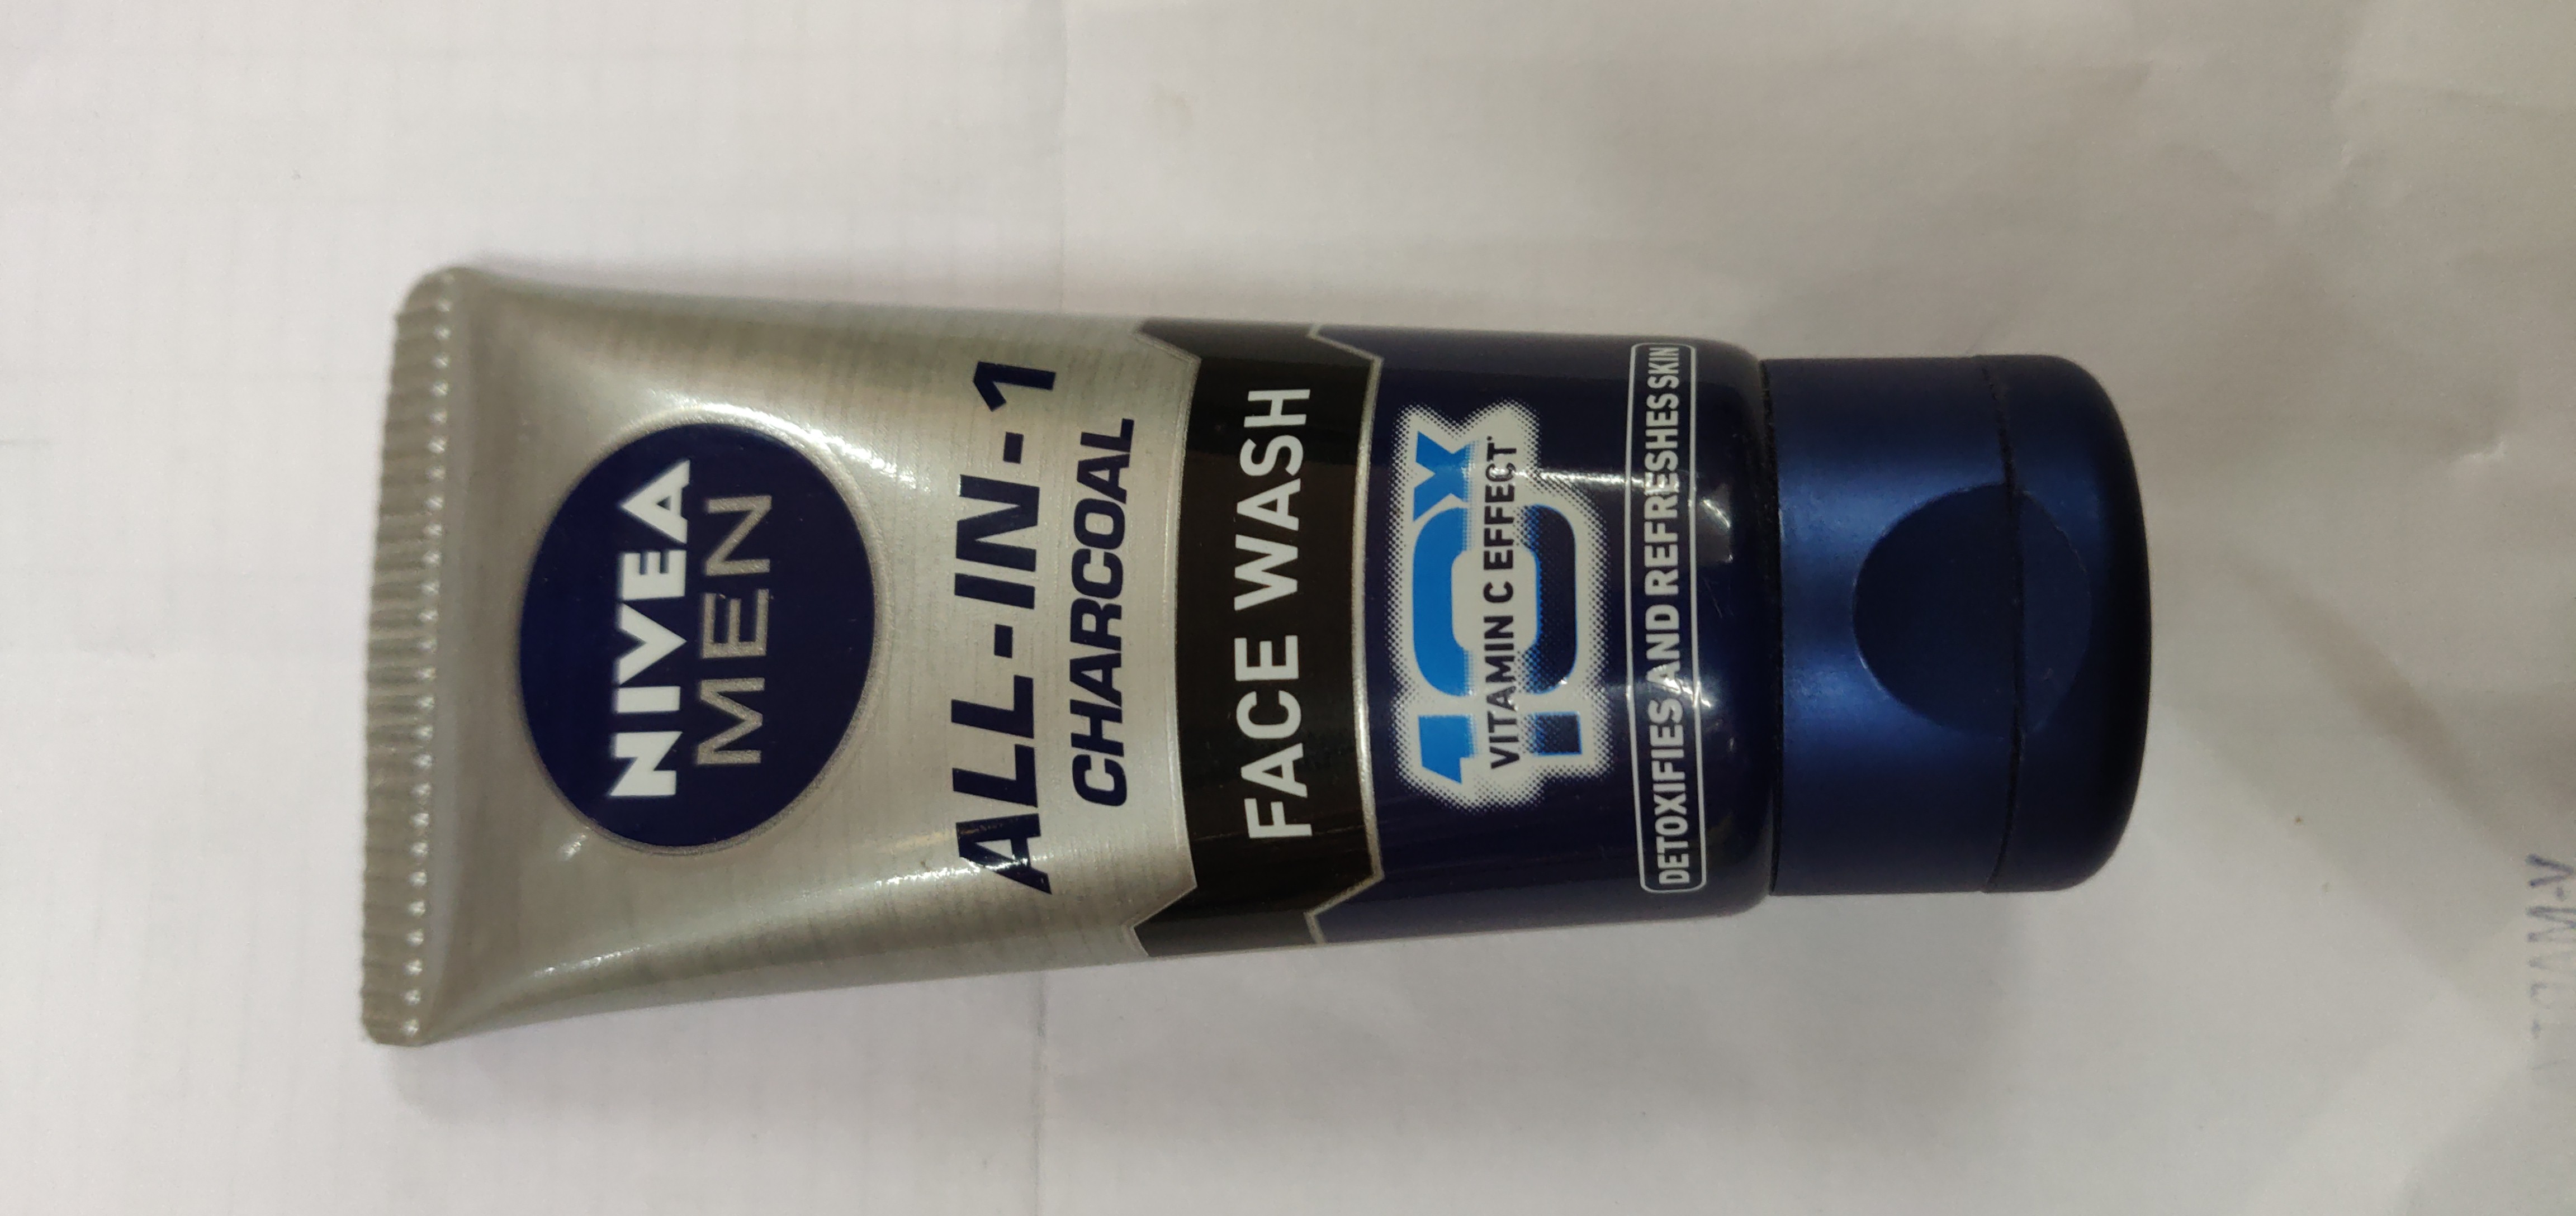 NIVEA
MEN
ALL-IN-1
CHARCOAL
FACE WASH
10X
VITAMIN C EFFECT*
DETOXIFIES AND REFRESHES SKIN